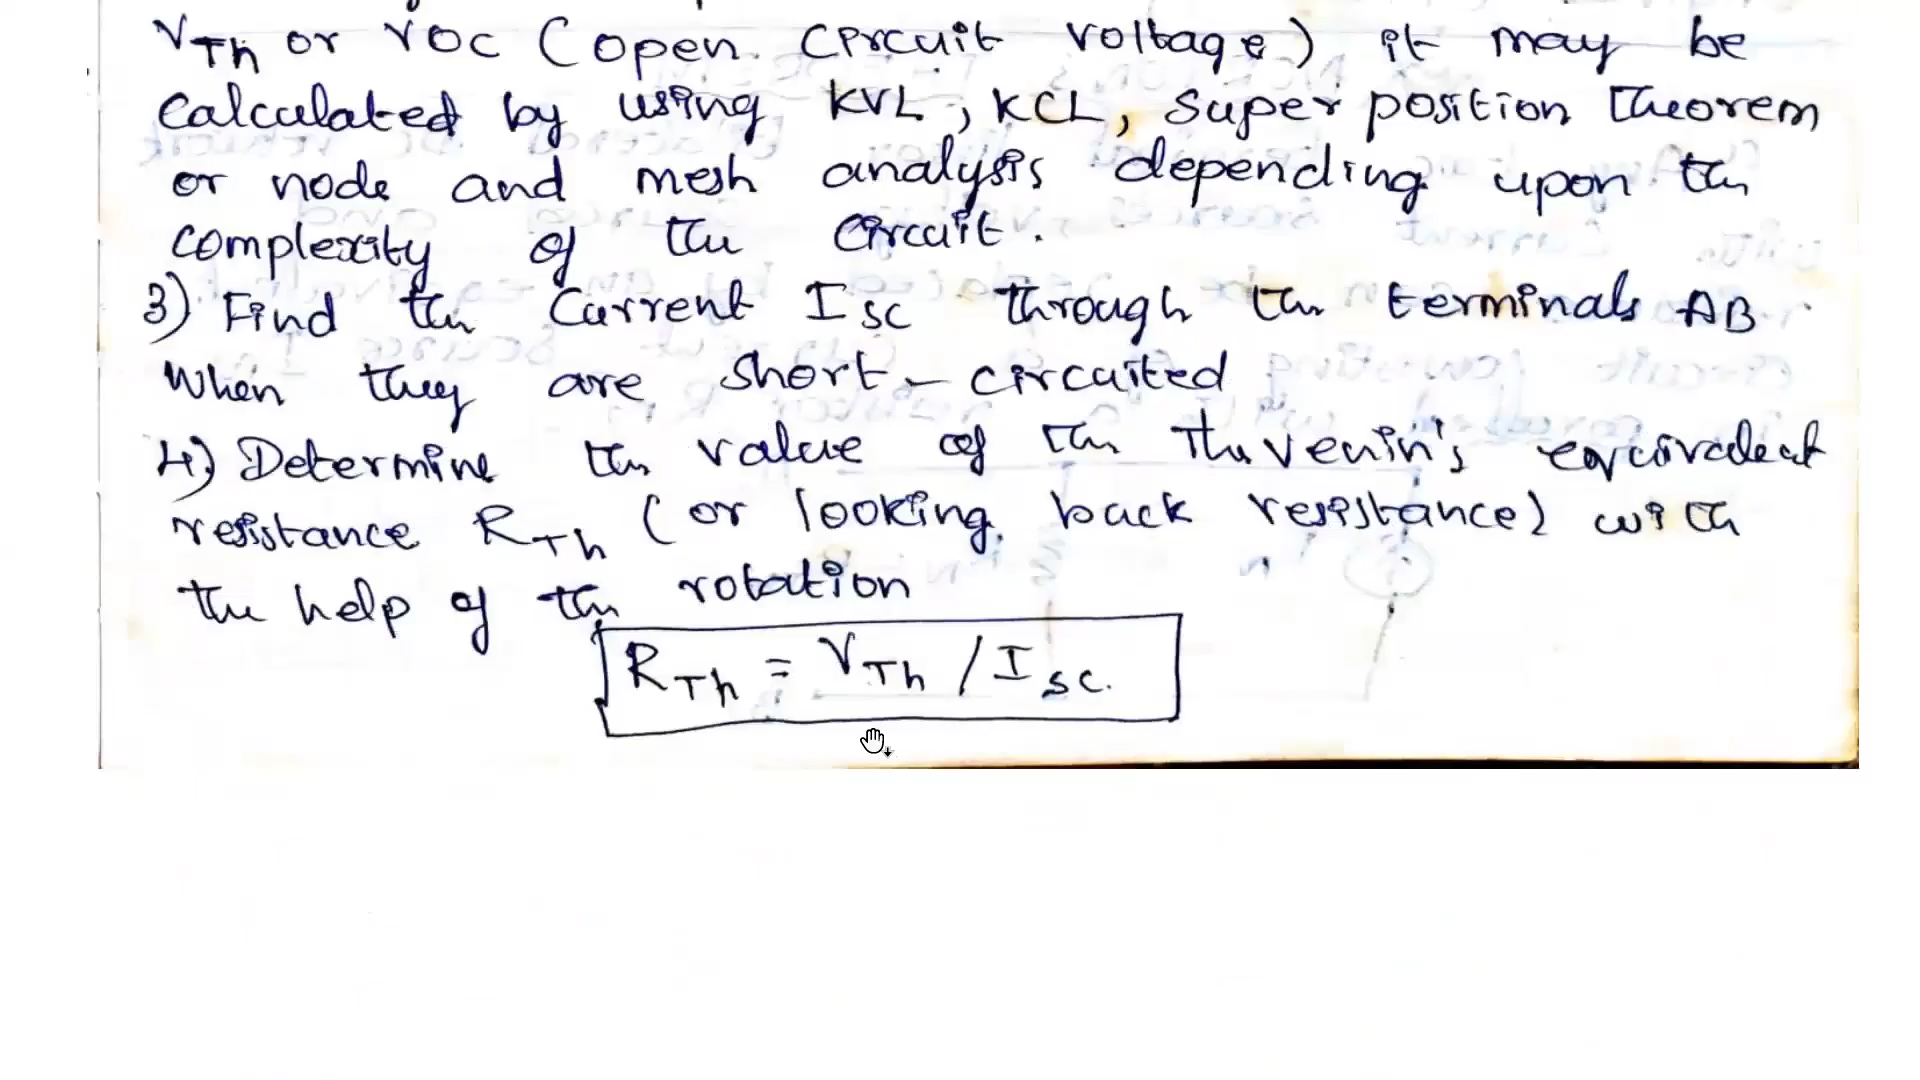 VTh or VOC (open circuit voltage) it may be
calculated by using KVL, KCL, Super position theorem
or node and mesh analysis depending upon the
complexity of the circuit.
3) Find the Current ISC through the terminals AB
When they are short-circuited
4) Determine the value of the Thevenin's equivalent
resistance RTh (or looking back resistance) with
the help of the rotation
RTh = VTh / ISC.